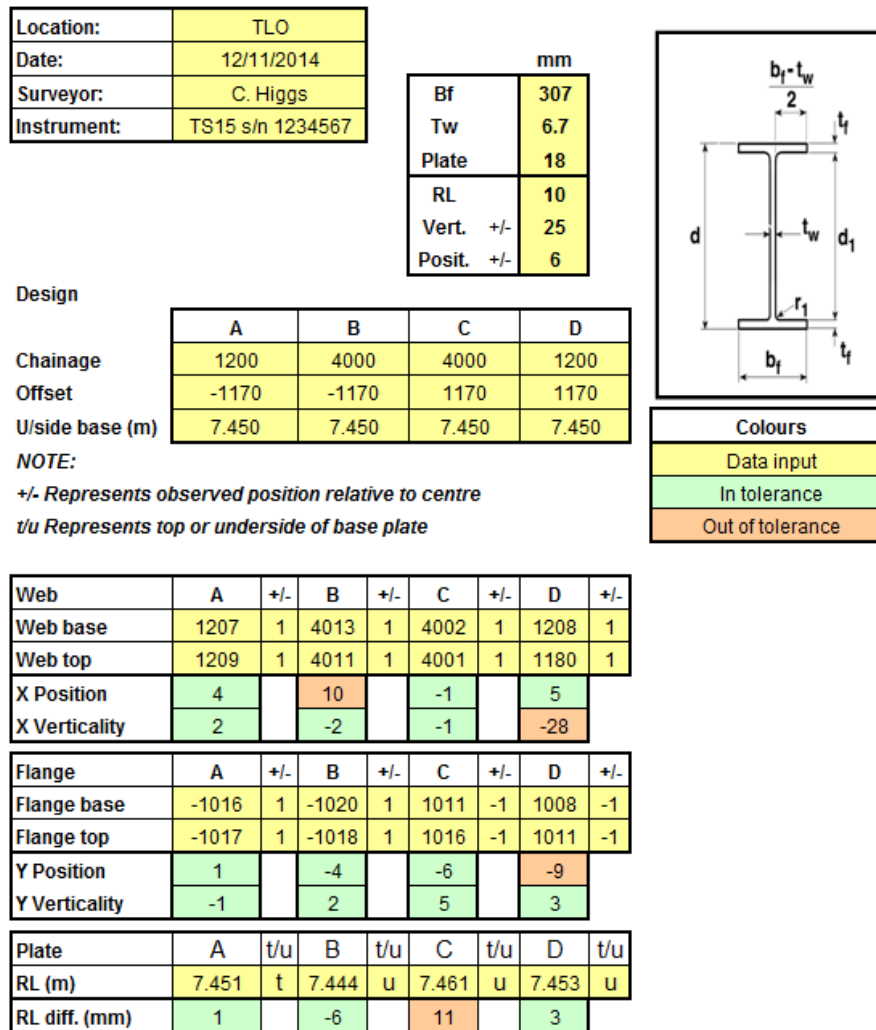 Location: TLO
Date: 12/11/2014
Surveyor: C. Higgs
Instrument: TS15 s/n 1234567
mm
Bf 307
Tw 6.7
Plate 18
RL 10
Vert. +/- 25
Posit. +/- 6
bf - tw
2
tf
d
tw
d1
r1
tf
bf
Design
A B C D
Chainage 1200 4000 4000 1200
Offset -1170 -1170 1170 1170
U/side base (m) 7.450 7.450 7.450 7.450
NOTE:
+/- Represents observed position relative to centre
t/u Represents top or underside of base plate
Colours
Data input
In tolerance
Out of tolerance
Web A +/- B +/- C +/- D +/-
Web base 1207 1 4013 1 4002 1 1208 1
Web top 1209 1 4011 1 4001 1 1180 1
X Position 4 10 -1 5
X Verticality 2 -2 -1 -28
Flange A +/- B +/- C +/- D +/-
Flange base -1016 1 -1020 1 1011 -1 1008 -1
Flange top -1017 1 -1018 1 1016 -1 1011 -1
Y Position 1 -4 -6 -9
Y Verticality -1 2 5 3
Plate A t/u B t/u C t/u D t/u
RL (m) 7.451 t 7.444 u 7.461 u 7.453 u
RL diff. (mm) 1 -6 11 3